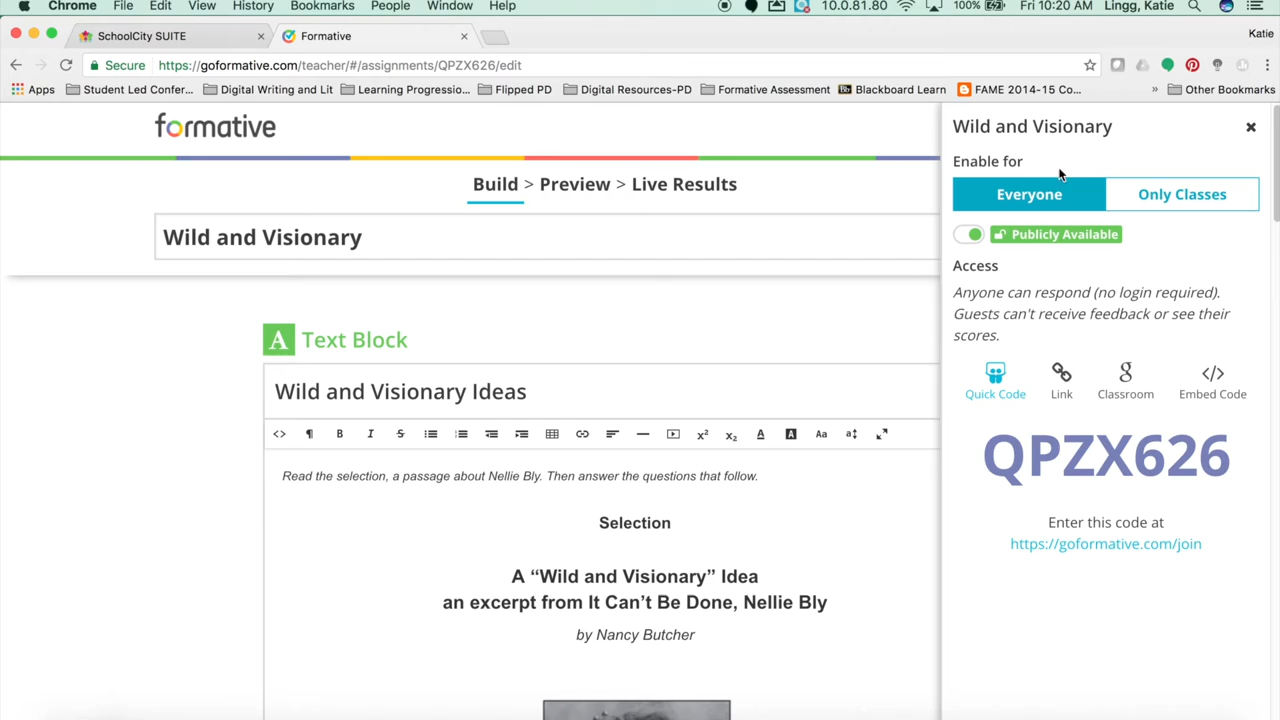 Chrome File Edit View History Bookmarks People Window Help 10.0.81.80 100% Fri 10:20 AM Lingg, Katie
SchoolCity SUITE × Formative × Katie
Secure https://goformative.com/teacher/#/assignments/QPZX626/edit
Apps Student Led Confer... Digital Writing and Lit Learning Progressio... Flipped PD Digital Resources-PD Formative Assessment Bb Blackboard Learn FAME 2014-15 Co... » Other Bookmarks
formative
Build > Preview > Live Results
Wild and Visionary
A Text Block
Wild and Visionary Ideas
Read the selection, a passage about Nellie Bly. Then answer the questions that follow.
Selection
A “Wild and Visionary” Idea
an excerpt from It Can’t Be Done, Nellie Bly
by Nancy Butcher
Wild and Visionary
Enable for
Everyone Only Classes
Publicly Available
Access
Anyone can respond (no login required).
Guests can't receive feedback or see their
scores.
Quick Code Link Classroom Embed Code
QPZX626
Enter this code at
https://goformative.com/join